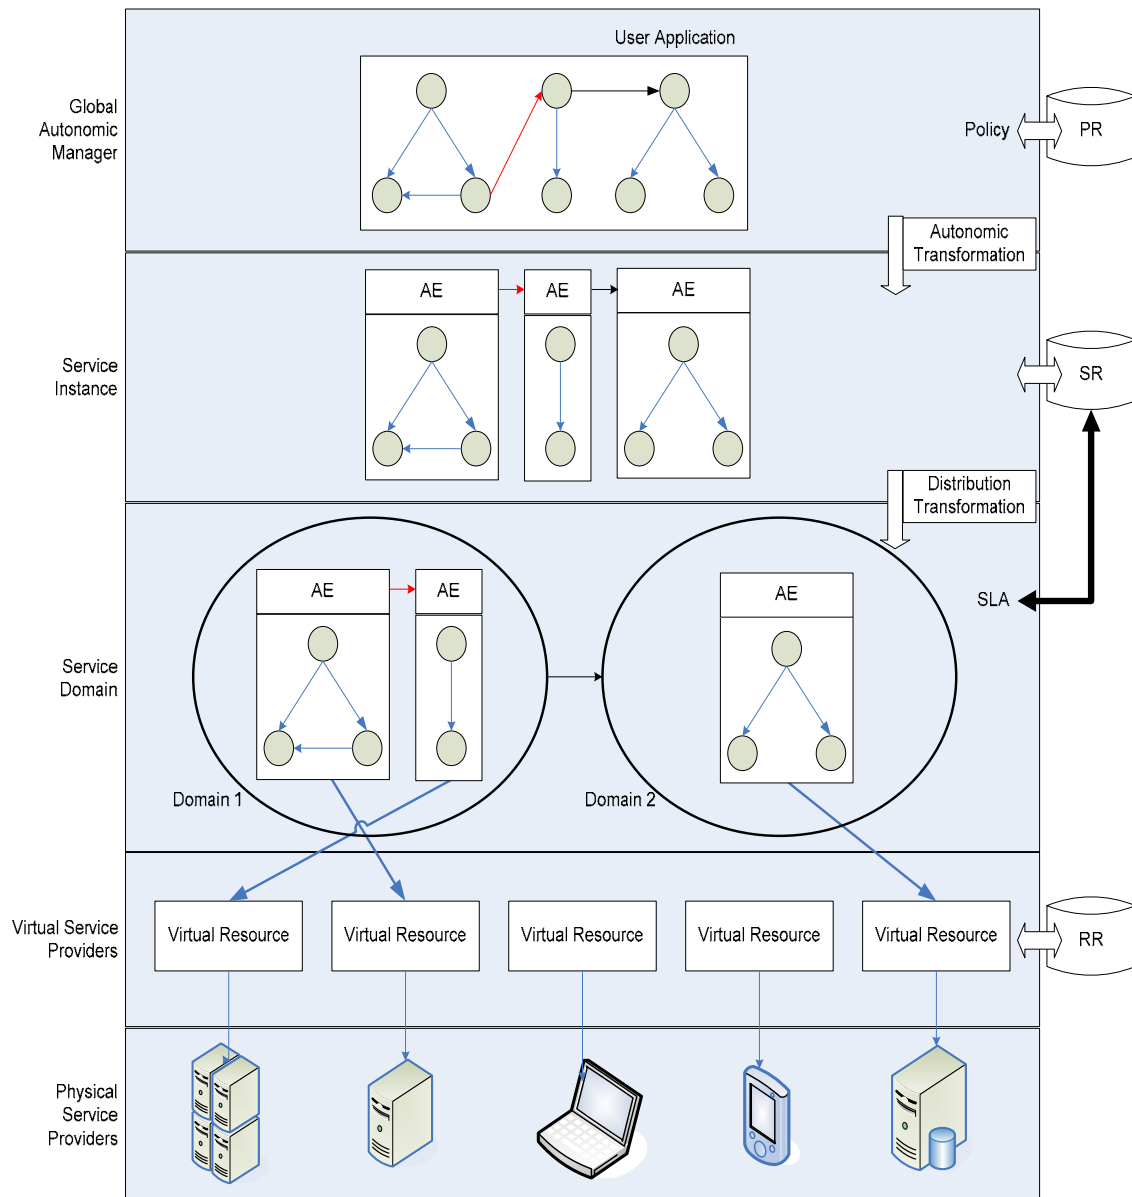 User Application
Global
Autonomic
Manager
Policy
PR
Autonomic
Transformation
AE
AE
AE
Service
Instance
SR
Distribution
Transformation
AE
AE
AE
SLA
Service
Domain
Domain 1
Domain 2
Virtual Service
Providers
Virtual Resource
Virtual Resource
Virtual Resource
Virtual Resource
Virtual Resource
RR
Physical
Service
Providers